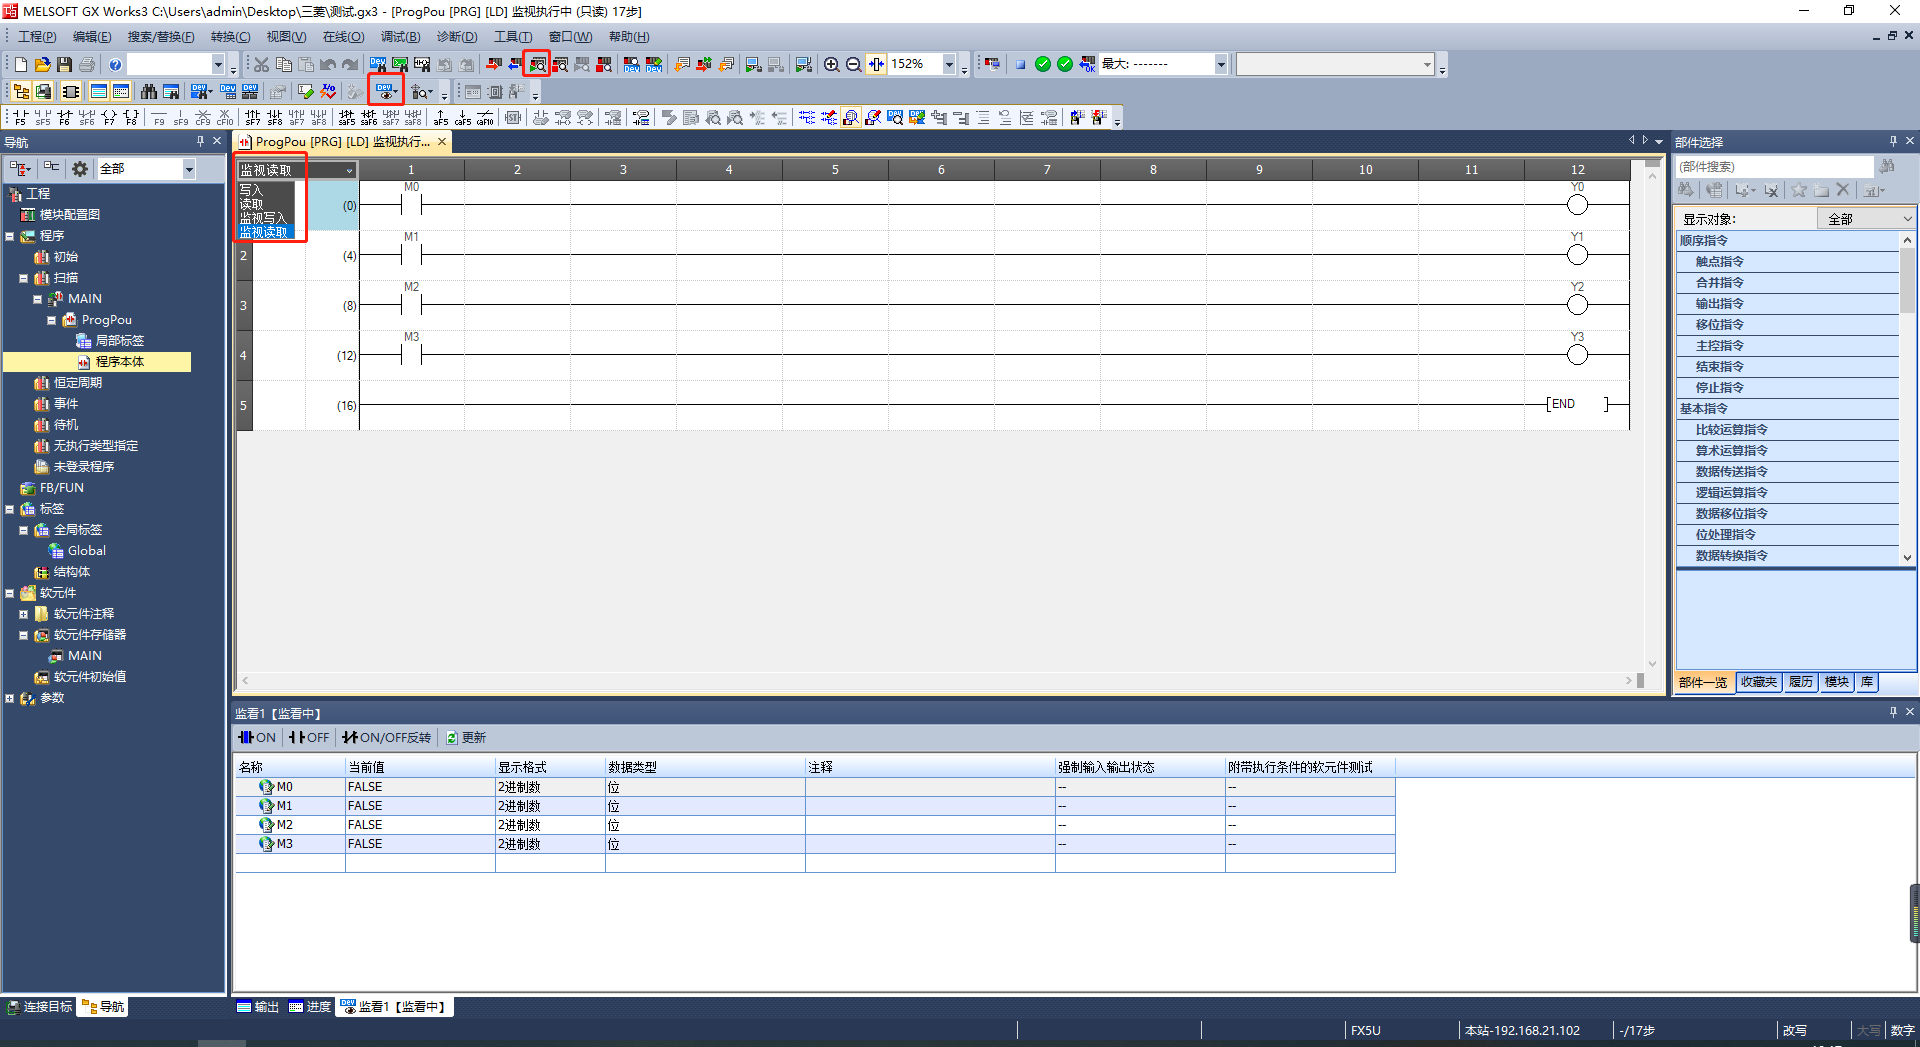 MELSOFT GX Works3 C:\Users\admin\Desktop\三菱\测试.gx3 - [ProgPou [PRG] [LD] 监视执行中 (只读) 17步]
工程(P) 编辑(E) 搜索/替换(F) 转换(C) 视图(V) 在线(O) 调试(B) 诊断(D) 工具(T) 窗口(W) 帮助(H)
152% 最大: -------
F5 sF5 F6 sF6 F7 F8 F9 sF9 cF9 cF10 sF7 sF8 aF7 aF8 saF5 saF6 saF7 saF8 aF5 caF5 caF10
导航
全部
工程
模块配置图
程序
初始
扫描
MAIN
ProgPou
局部标签
程序本体
恒定周期
事件
待机
无执行类型指定
未登录程序
FB/FUN
标签
全局标签
Global
结构体
软元件
软元件注释
软元件存储器
MAIN
软元件初始值
参数
连接目标 导航
ProgPou [PRG] [LD] 监视执行...
监视读取 1 2 3 4 5 6 7 8 9 10 11 12
写入
读取
监视写入
监视读取
(0) M0 Y0
2 (4) M1 Y1
3 (8) M2 Y2
4 (12) M3 Y3
5 (16) [END ]
部件选择
(部件搜索)
显示对象: 全部
顺序指令
触点指令
合并指令
输出指令
移位指令
主控指令
结束指令
停止指令
基本指令
比较运算指令
算术运算指令
数据传送指令
逻辑运算指令
数据移位指令
位处理指令
数据转换指令
部件一览 收藏夹 履历 模块 库
监看1【监看中】
ON OFF ON/OFF反转 更新
名称 当前值 显示格式 数据类型 注释 强制输入输出状态 附带执行条件的软元件测试
M0 FALSE 2进制数 位 -- --
M1 FALSE 2进制数 位 -- --
M2 FALSE 2进制数 位 -- --
M3 FALSE 2进制数 位 -- --
输出 进度 监看1【监看中】
FX5U 本站-192.168.21.102 -/17步 改写 大写 数字